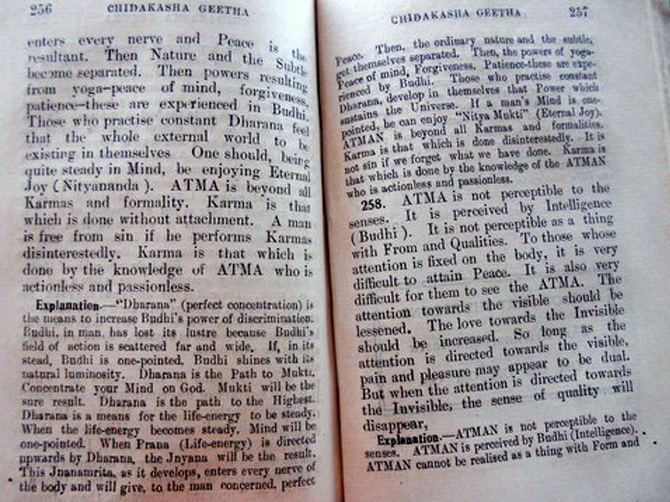 256 CHIDAKASHA GEETHA
enters every nerve and Peace is the
resultant. Then Nature and the Subtle
become separated. Then powers resulting
from yoga-peace of mind, forgiveness,
patience—these are experienced in Budhi.
Those who practise constant Dharana feel
that the whole external world to be
existing in themselves One should, being
quite steady in Mind, be enjoying Eternal
Joy ( Nityananda ). ATMA is beyond all
Karmas and formality. Karma is that
which is done without attachment. A man
is free from sin if he performs Karmas
disinterestedly. Karma is that which is
done by the knowledge of ATMA who is
actionless and passionless.
Explanation.—"Dharana" (perfect concentration) is
the means to increase Budhi's power of discrimination.
Budhi, in man, has lost its lustre because Budhi's
field of action is scattered far and wide. If, in its
stead, Budhi is one-pointed. Budhi shines with its
natural luminosity. Dharana is the Path to Mukti.
Concentrate your Mind on God. Mukti will be the
sure result. Dharana is the path to the Highest.
Dharana is a means for the life-energy to be steady.
When the life-energy becomes steady. Mind will be
one-pointed. When Prana (Life-energy) is directed
upwards by Dharana, the Jnyana will be the result.
This Jnanamrita, as it develops, enters every nerve of
the body and will give, to the man concerned, perfect
CHIDAKASHA GEETHA 257
Peace. Then, the ordinary nature and the subtle,
get themselves separated. Then, the powers of yoga-
Peace of mind, Forgiveness. Patience-these are expe-
rienced by Budhi. Those who practise constant
Dharana, develop in themselves that Power which
sustains the Universe. If a man's Mind is one-
pointed, he can enjoy "Nitya Mukti" (Eternal Joy).
ATMAN is beyond all Karmas and formalities.
Karma is that which is done disinterestedly. It is
not sin if we forget what we have done. Karma is
that which is done by the knowledge of the ATMAN
who is actionless and passionless.
258. ATMA is not perceptible to the
senses. It is perceived by Intelligence
( Budhi ). It is not perceptible as a thing
with From and Qualities. To those whose
attention is fixed on the body, it is very
difficult to attain Peace. It is also very
difficult for them to see the ATMA. The
attention towards the visible should be
lessened. The love towards the Invisible
should be increased. So long as the
attention is directed towards the visible,
pain and pleasure may appear to be dual.
But when the attention is directed towards
the Invisible, the sense of quality will
disappear,
Explanation—ATMAN is not perceptible to the
senses. ATMAN is perceived by Budhi (Intelligence).
ATMAN cannot be realised as a thing with Form and